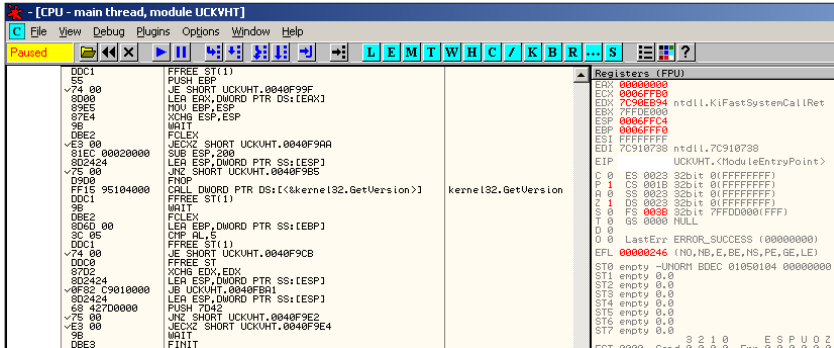 - [CPU - main thread, module UCKVHT]
C File View Debug Plugins Options Window Help
Paused L E M T W H C / K B R ... S ?
DDC1 FFREE ST(1)
55 PUSH EBP
74 00 JE SHORT UCKVHT.0040F99F
8D00 LEA EAX,DWORD PTR DS:[EAX]
89E5 MOV EBP,ESP
87E4 XCHG ESP,ESP
9B WAIT
DBE2 FCLEX
E3 00 JECXZ SHORT UCKVHT.0040F9AA
81EC 00020000 SUB ESP,200
8D2424 LEA ESP,DWORD PTR SS:[ESP]
75 00 JNZ SHORT UCKVHT.0040F9B5
D9D0 FNOP
FF15 95104000 CALL DWORD PTR DS:[<&kernel32.GetVersion>] kernel32.GetVersion
DDC1 FFREE ST(1)
9B WAIT
DBE2 FCLEX
8D6D 00 LEA EBP,DWORD PTR SS:[EBP]
3C 05 CMP AL,5
DDC1 FFREE ST(1)
74 00 JE SHORT UCKVHT.0040F9CB
DDC0 FFREE ST
87D2 XCHG EDX,EDX
8D2424 LEA ESP,DWORD PTR SS:[ESP]
0F82 C9010000 JB UCKVHT.0040FBA1
8D2424 LEA ESP,DWORD PTR SS:[ESP]
68 427D0000 PUSH 7D42
75 00 JNZ SHORT UCKVHT.0040F9E2
E3 00 JECXZ SHORT UCKVHT.0040F9E4
9B WAIT
DBE3 FINIT
Registers (FPU)
EAX 00000000
ECX 0006FFB0
EDX 7C90EB94 ntdll.KiFastSystemCallRet
EBX 7FFDE000
ESP 0006FFC4
EBP 0006FFF0
ESI FFFFFFFF
EDI 7C910738 ntdll.7C910738
EIP UCKVHT.<ModuleEntryPoint>
C 0 ES 0023 32bit 0(FFFFFFFF)
P 1 CS 001B 32bit 0(FFFFFFFF)
A 0 SS 0023 32bit 0(FFFFFFFF)
Z 1 DS 0023 32bit 0(FFFFFFFF)
S 0 FS 003B 32bit 7FFDD000(FFF)
T 0 GS 0000 NULL
D 0
O 0 LastErr ERROR_SUCCESS (00000000)
EFL 00000246 (NO,NB,E,BE,NS,PE,GE,LE)
ST0 empty -UNORM BDEC 01050104 00000000
ST1 empty 0.0
ST2 empty 0.0
ST3 empty 0.0
ST4 empty 0.0
ST5 empty 0.0
ST6 empty 0.0
ST7 empty 0.0
3 2 1 0 E S P U O Z